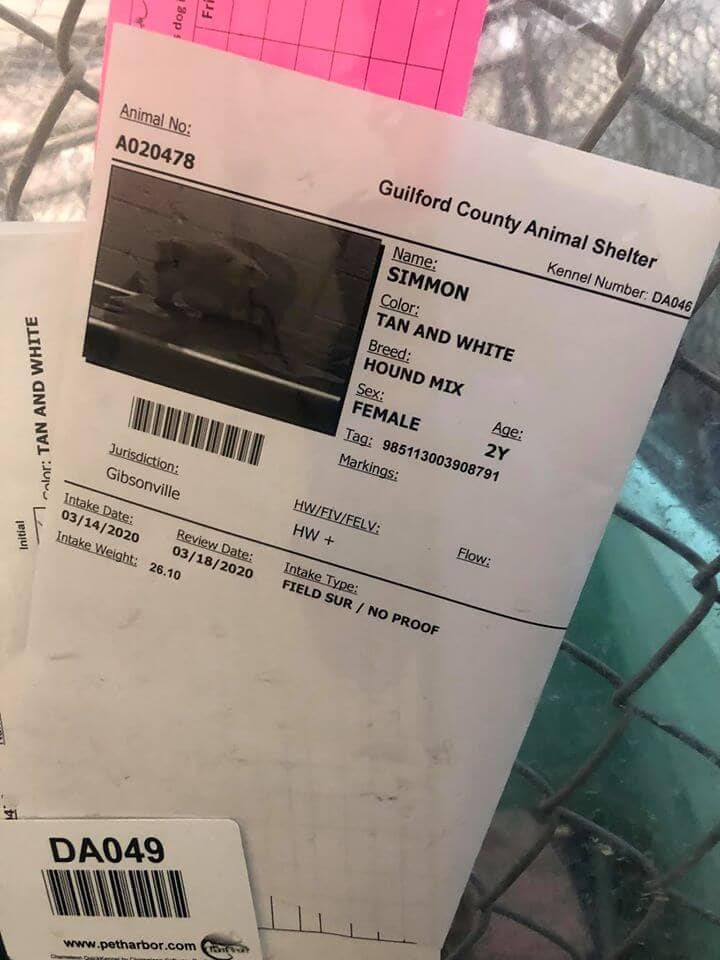 s dog i
Fri
Animal No:
A020478
Guilford County Animal Shelter
Kennel Number: DA046
Name:
SIMMON
Color:
TAN AND WHITE
Breed:
HOUND MIX
Sex:
FEMALE
Age:
2Y
Tag: 985113003908791
Markings:
Jurisdiction:
Gibsonville
HW/FIV/FELV:
HW +
Flow:
Intake Date:
03/14/2020
Review Date:
03/18/2020
Intake Weight:
26.10
Intake Type:
FIELD SUR / NO PROOF
Color: TAN AND WHITE
Initial
DA049
www.petharbor.com